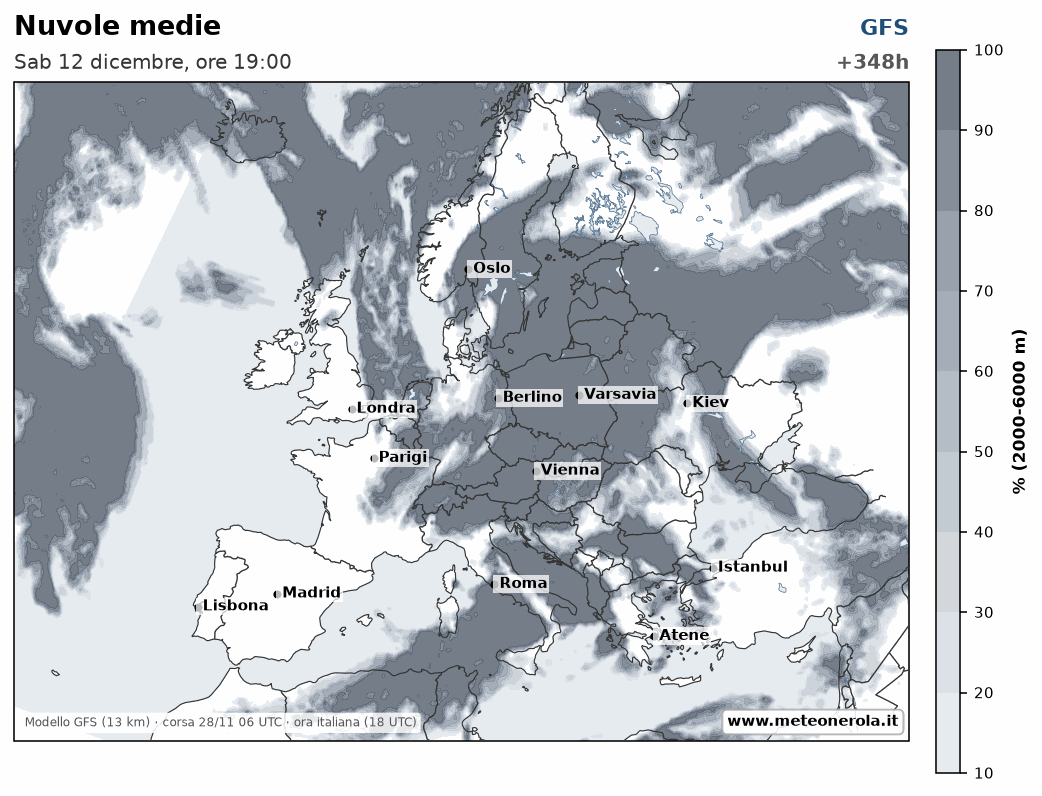 Nuvole medie
GFS
Sab 12 dicembre, ore 19:00
+348h
100
90
80
70
60
50
40
30
20
10
% (2000-6000 m)
Oslo
Londra
Berlino
Varsavia
Kiev
Parigi
Vienna
Istanbul
Roma
Madrid
Lisbona
Atene
Modello GFS (13 km) · corsa 28/11 06 UTC · ora italiana (18 UTC)
www.meteonerola.it